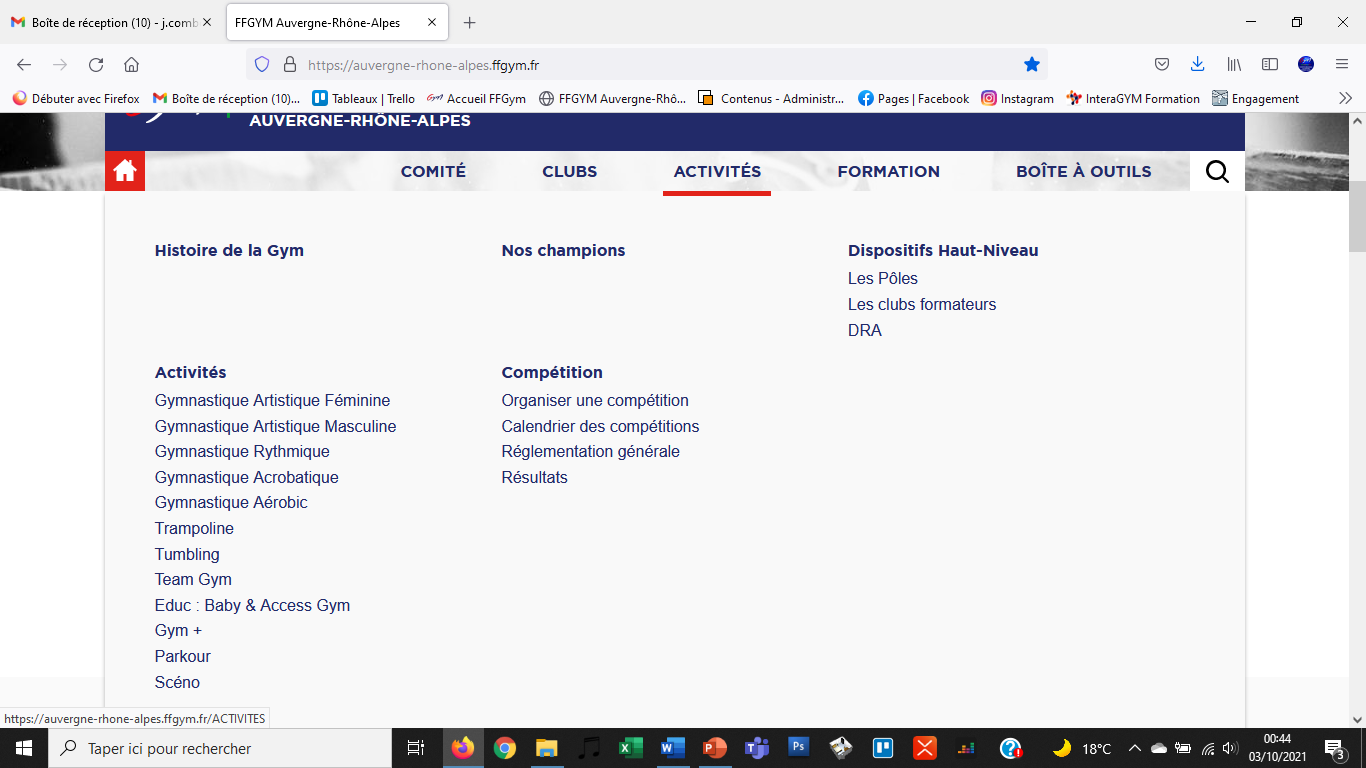 Boîte de réception (10) - j.comb
FFGYM Auvergne-Rhône-Alpes
https://auvergne-rhone-alpes.ffgym.fr
Débuter avec Firefox
Boîte de réception (10)...
Tableaux | Trello
Accueil FFGym
FFGYM Auvergne-Rhô...
Contenus - Administr...
Pages | Facebook
Instagram
InteraGYM Formation
Engagement
AUVERGNE-RHÔNE-ALPES
COMITÉ
CLUBS
ACTIVITÉS
FORMATION
BOÎTE À OUTILS
Histoire de la Gym
Nos champions
Dispositifs Haut-Niveau
Les Pôles
Les clubs formateurs
DRA
Activités
Gymnastique Artistique Féminine
Gymnastique Artistique Masculine
Gymnastique Rythmique
Gymnastique Acrobatique
Gymnastique Aérobic
Trampoline
Tumbling
Team Gym
Educ : Baby & Access Gym
Gym +
Parkour
Scéno
Compétition
Organiser une compétition
Calendrier des compétitions
Réglementation générale
Résultats
https://auvergne-rhone-alpes.ffgym.fr/ACTIVITES
Taper ici pour rechercher
18°C
00:44
03/10/2021
3